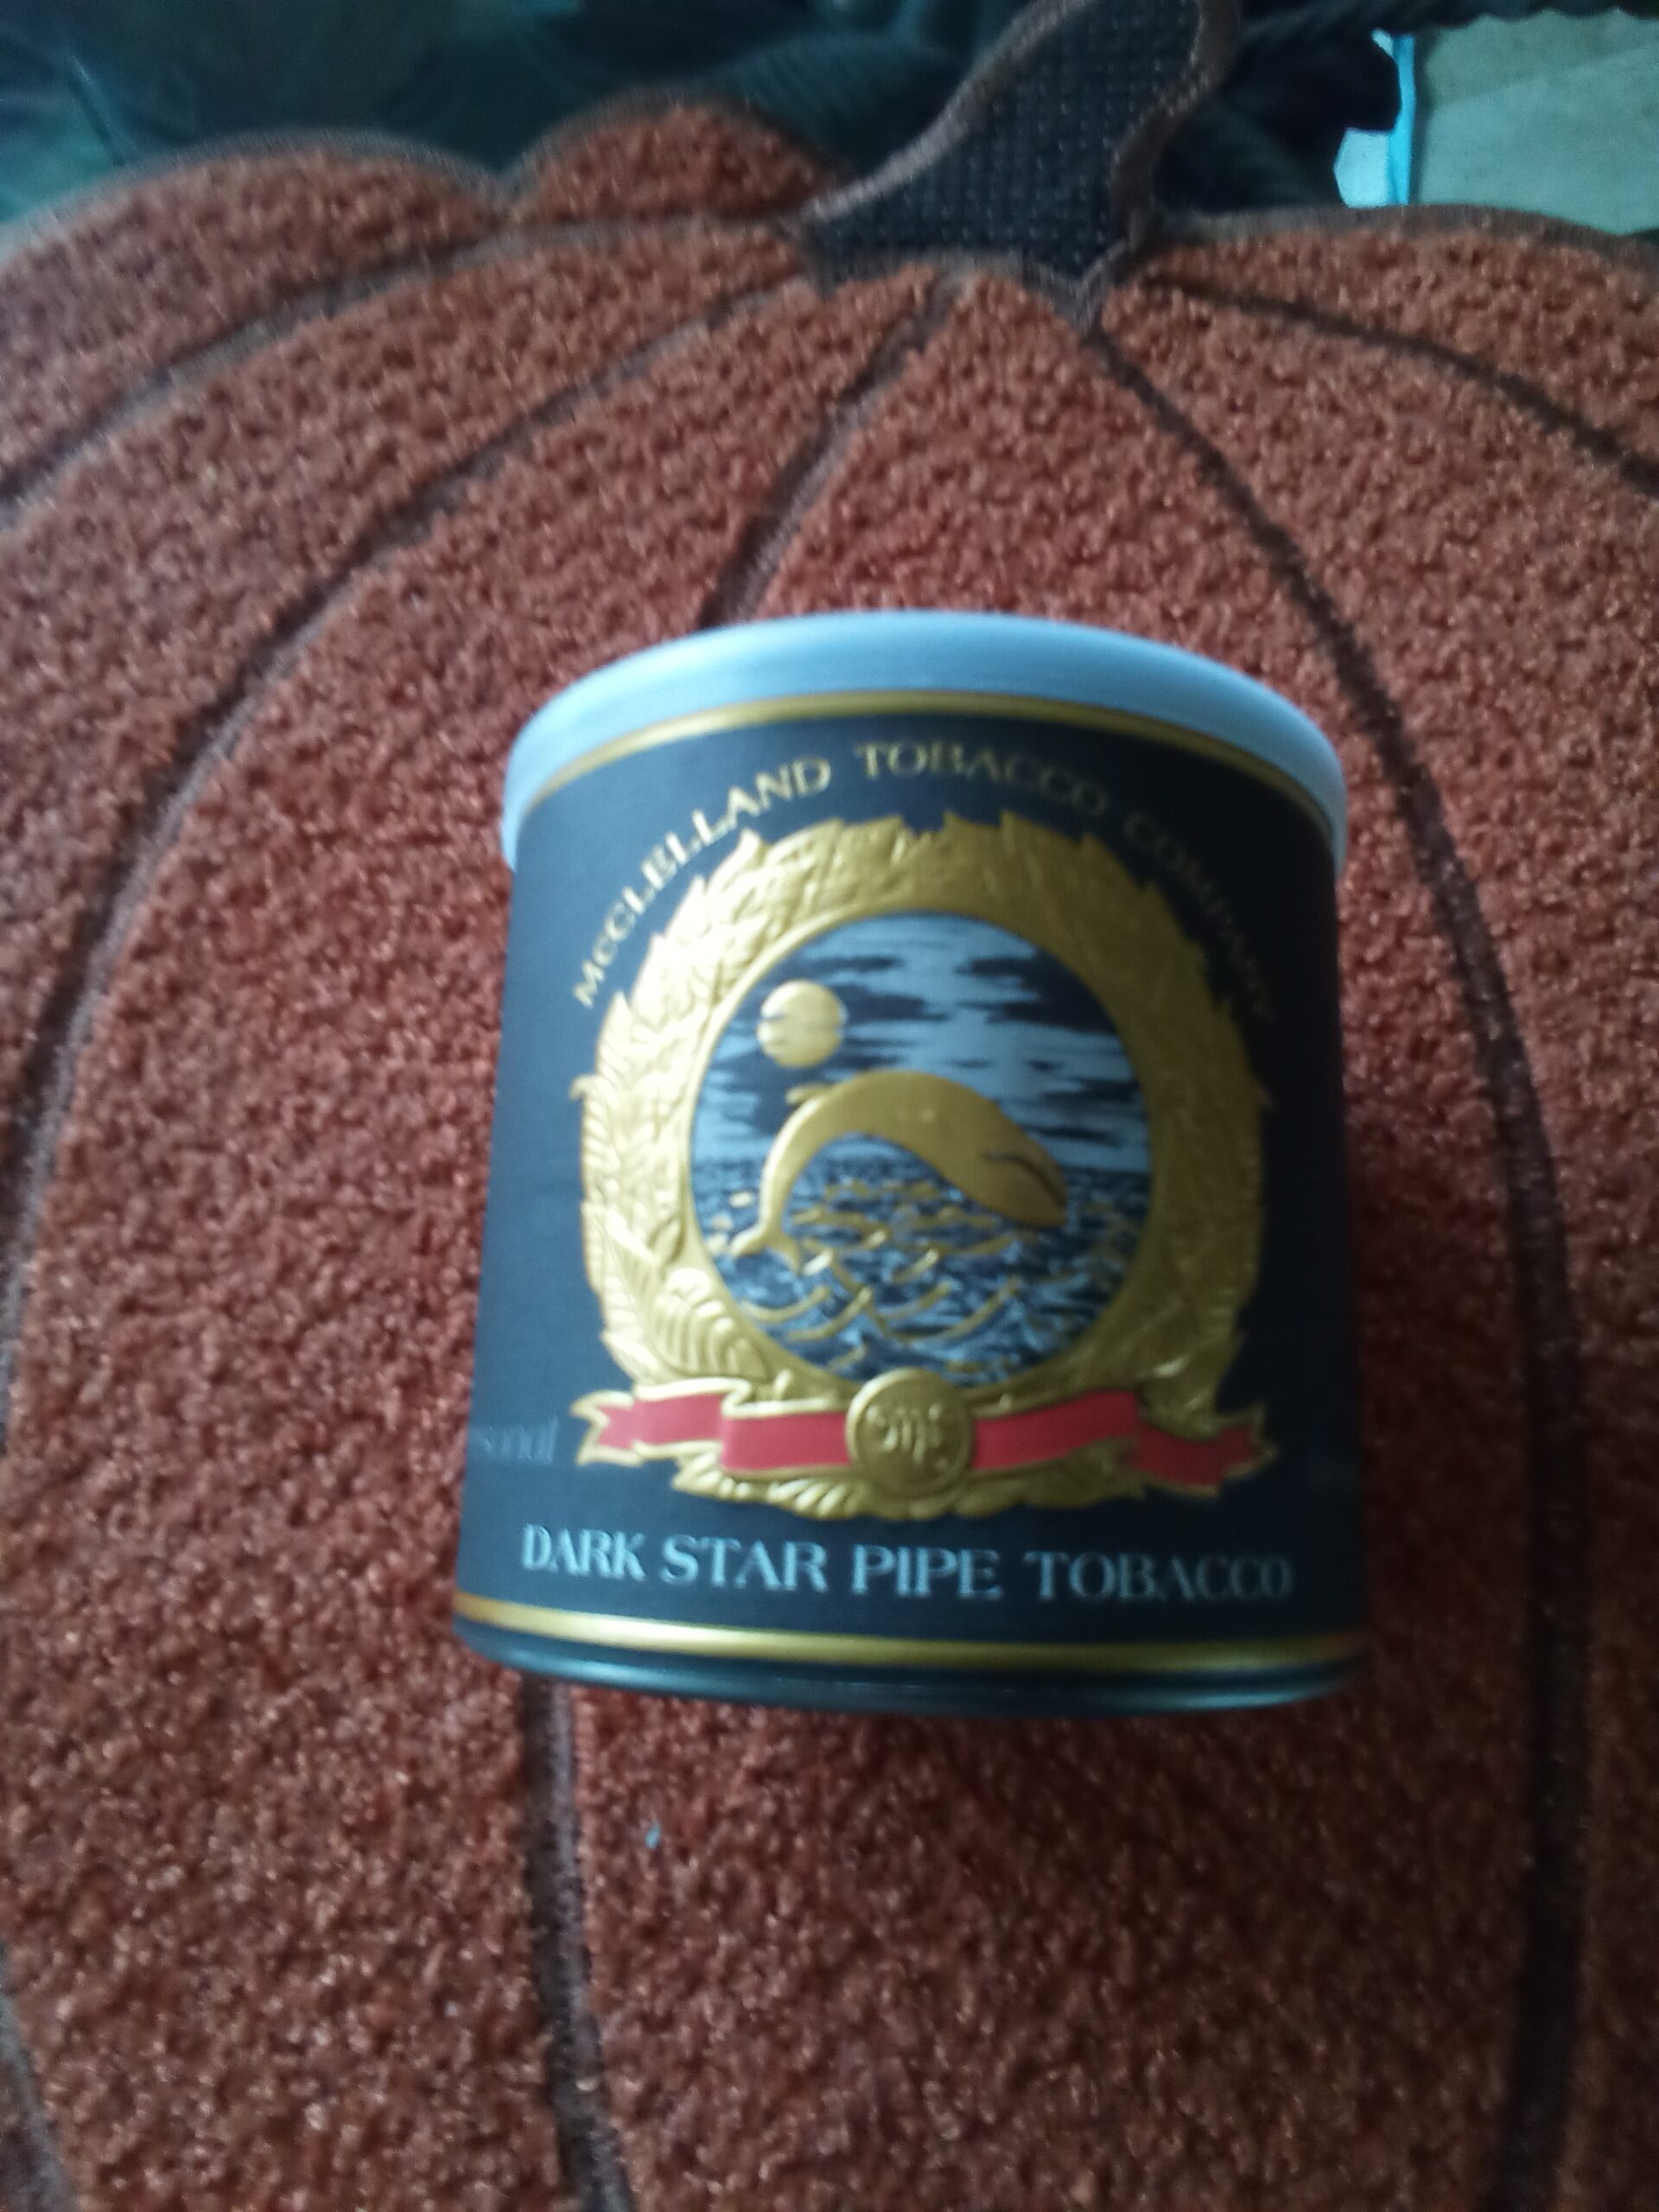 McCLELLAND TOBACCO COMPANY
DARK STAR PIPE TOBACCO